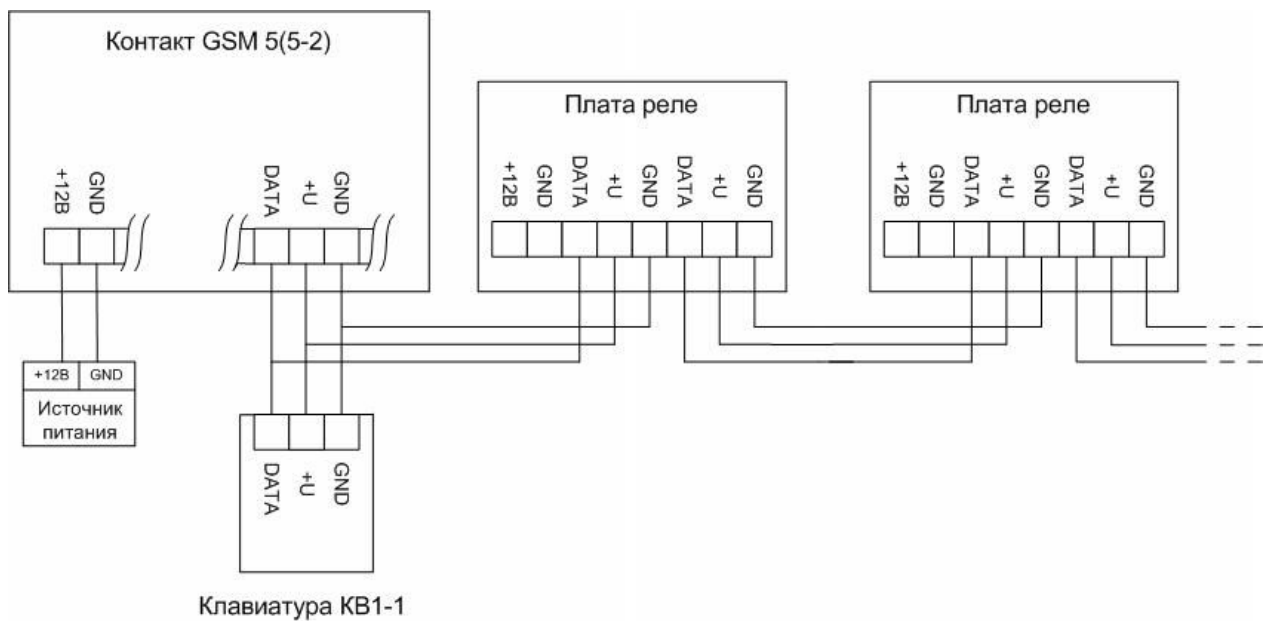 Контакт GSM 5(5-2)
+12В
GND
DATA
+U
GND
Плата реле
+12В
GND
DATA
+U
GND
DATA
+U
GND
Плата реле
+12В
GND
DATA
+U
GND
DATA
+U
GND
+12В
GND
Источник
питания
DATA
+U
GND
Клавиатура КВ1-1